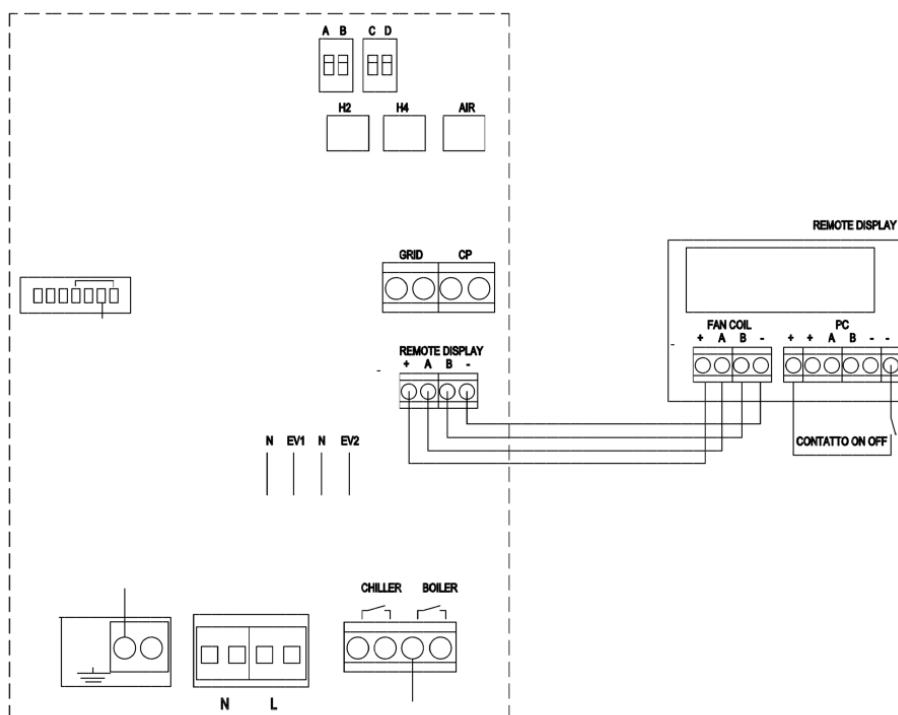 A B C D
H2 H4 AIR
REMOTE DISPLAY
GRID CP
FAN COIL PC
+ A B - + + A B - -
REMOTE DISPLAY
+ A B -
CONTATTO ON OFF
N EV1 N EV2
CHILLER BOILER
N L